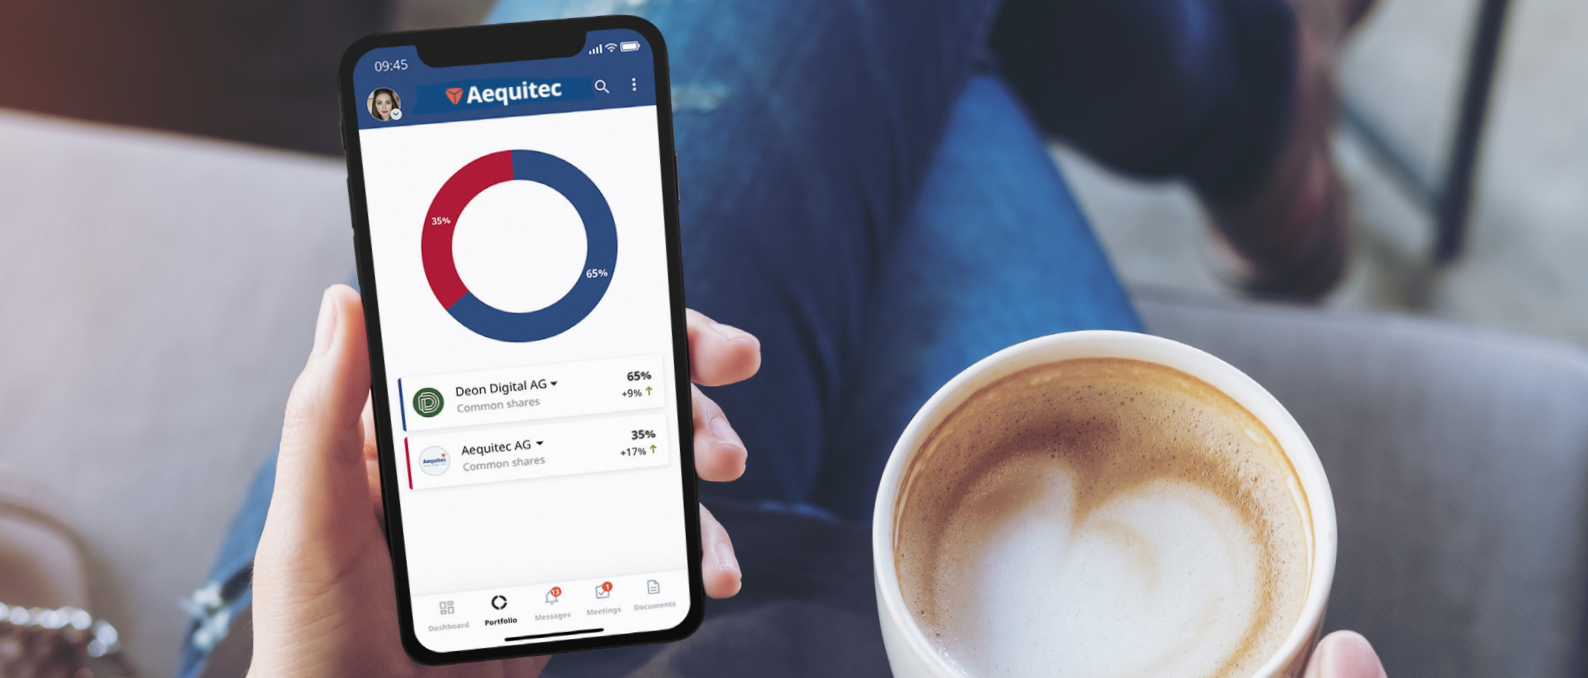 09:45
Aequitec
35%
65%
Deon Digital AG
65%
Common shares
+9%
Aequitec AG
35%
Common shares
+17%
Aequitec
13
1
Dashboard
Portfolio
Messages
Meetings
Documents